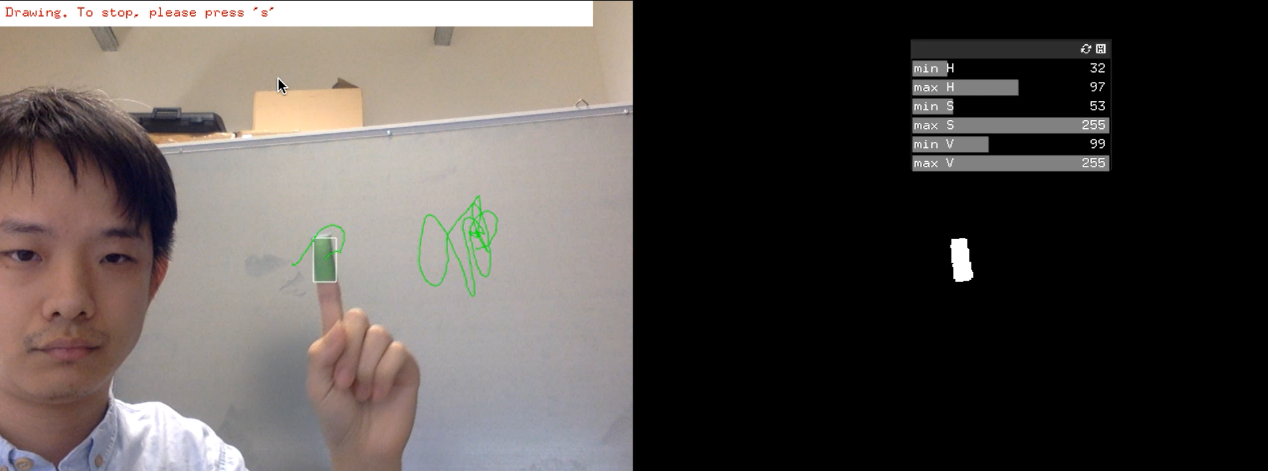 Drawing. To stop, please press 's'
min H 32
max H 97
min S 53
max S 255
min V 99
max V 255